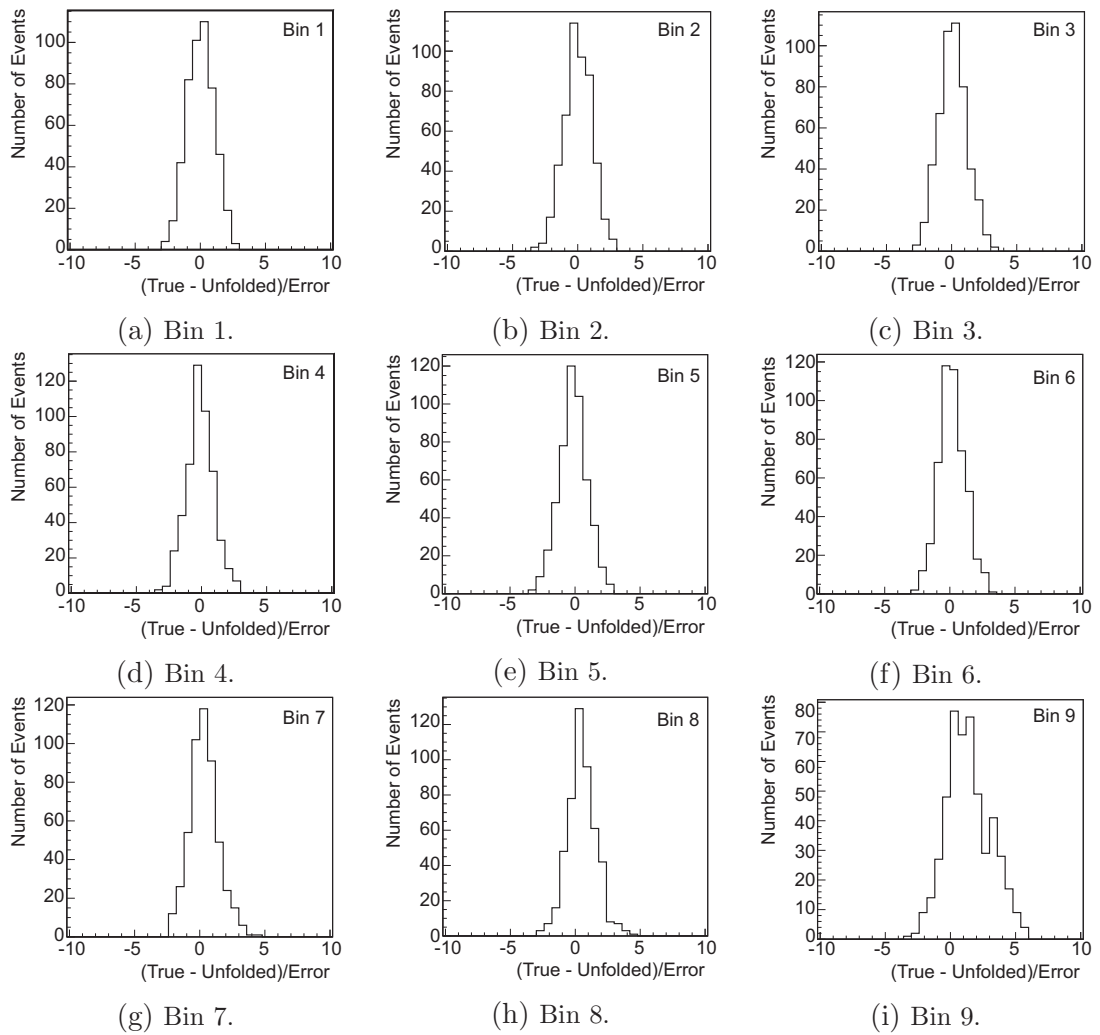 Number of Events
100
80
60
40
20
0
Bin 1
-10 -5 0 5 10
(True - Unfolded)/Error
(a) Bin 1.
Number of Events
100
80
60
40
20
0
Bin 2
-10 -5 0 5 10
(True - Unfolded)/Error
(b) Bin 2.
Number of Events
100
80
60
40
20
0
Bin 3
-10 -5 0 5 10
(True - Unfolded)/Error
(c) Bin 3.
Number of Events
120
100
80
60
40
20
0
Bin 4
-10 -5 0 5 10
(True - Unfolded)/Error
(d) Bin 4.
Number of Events
120
100
80
60
40
20
0
Bin 5
-10 -5 0 5 10
(True - Unfolded)/Error
(e) Bin 5.
Number of Events
120
100
80
60
40
20
0
Bin 6
-10 -5 0 5 10
(True - Unfolded)/Error
(f) Bin 6.
Number of Events
120
100
80
60
40
20
0
Bin 7
-10 -5 0 5 10
(True - Unfolded)/Error
(g) Bin 7.
Number of Events
120
100
80
60
40
20
0
Bin 8
-10 -5 0 5 10
(True - Unfolded)/Error
(h) Bin 8.
Number of Events
80
70
60
50
40
30
20
10
0
Bin 9
-10 -5 0 5 10
(True - Unfolded)/Error
(i) Bin 9.